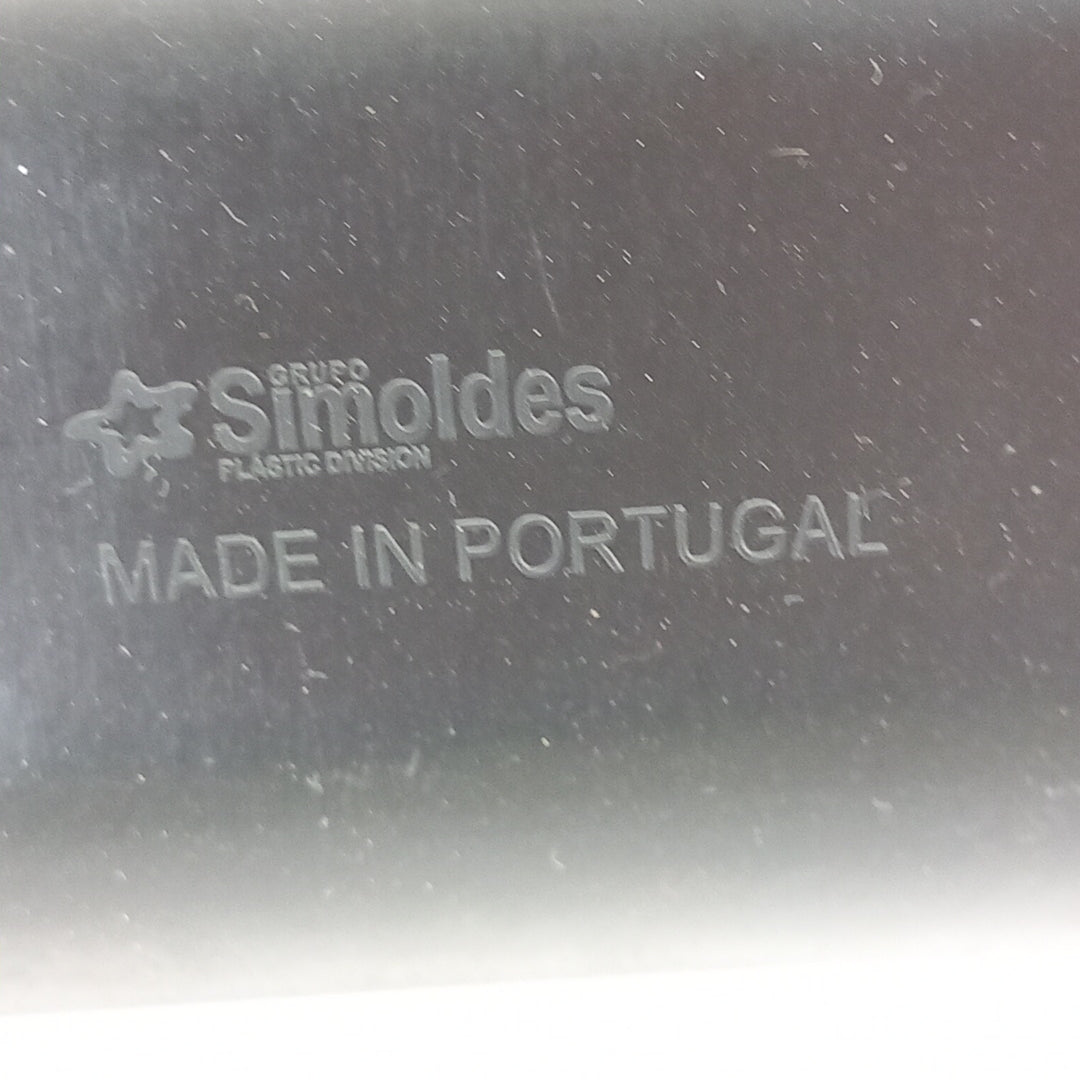 GRUPO
Simoldes
PLASTIC DIVISION
MADE IN PORTUGAL